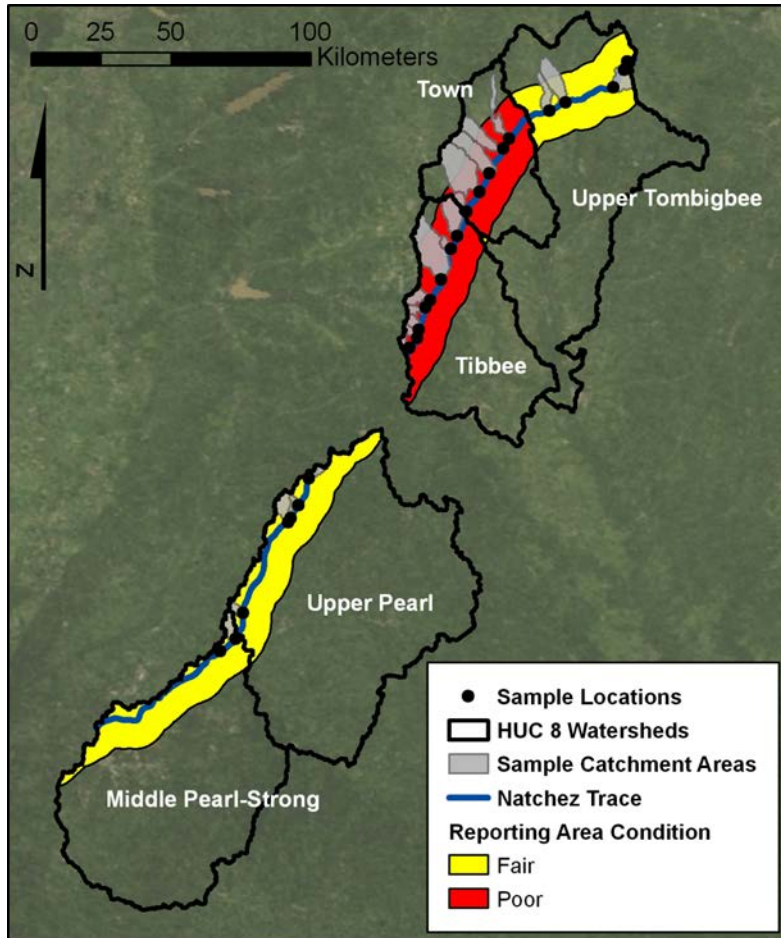 0 25 50 100
Kilometers
N
Town
Upper Tombigbee
Tibbee
Upper Pearl
Middle Pearl-Strong
Sample Locations
HUC 8 Watersheds
Sample Catchment Areas
Natchez Trace
Reporting Area Condition
Fair
Poor